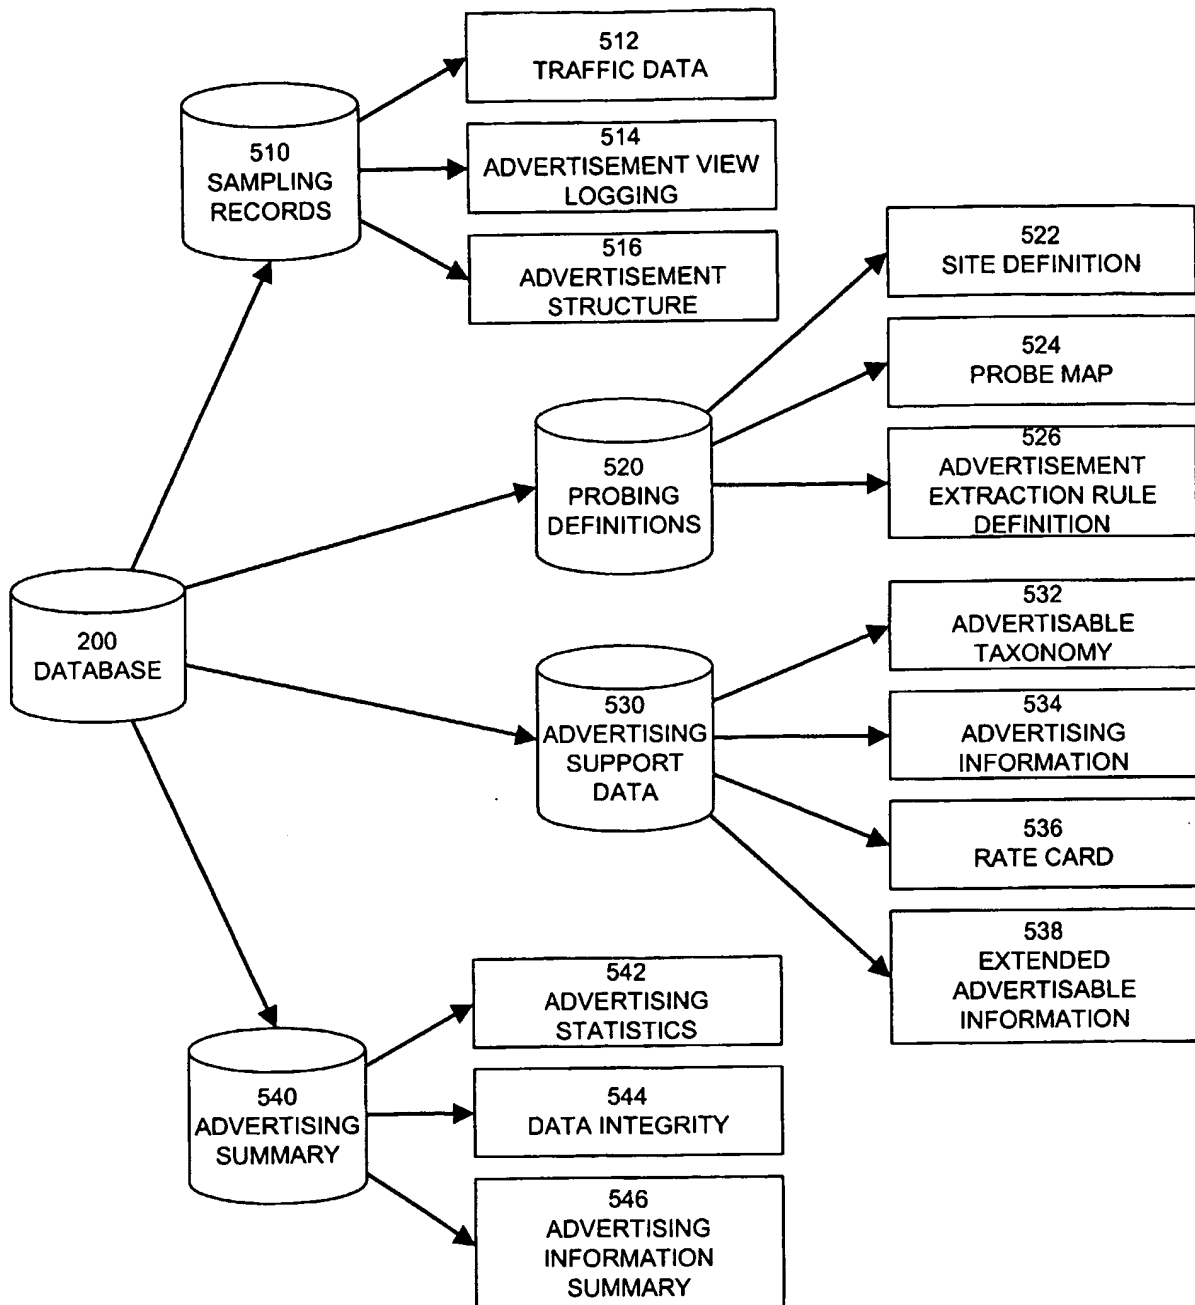 512
TRAFFIC DATA
514
ADVERTISEMENT VIEW
LOGGING
516
ADVERTISEMENT
STRUCTURE
510
SAMPLING
RECORDS
522
SITE DEFINITION
524
PROBE MAP
526
ADVERTISEMENT
EXTRACTION RULE
DEFINITION
520
PROBING
DEFINITIONS
200
DATABASE
532
ADVERTISABLE
TAXONOMY
534
ADVERTISING
INFORMATION
536
RATE CARD
538
EXTENDED
ADVERTISABLE
INFORMATION
530
ADVERTISING
SUPPORT
DATA
542
ADVERTISING
STATISTICS
544
DATA INTEGRITY
546
ADVERTISING
INFORMATION
SUMMARY
540
ADVERTISING
SUMMARY